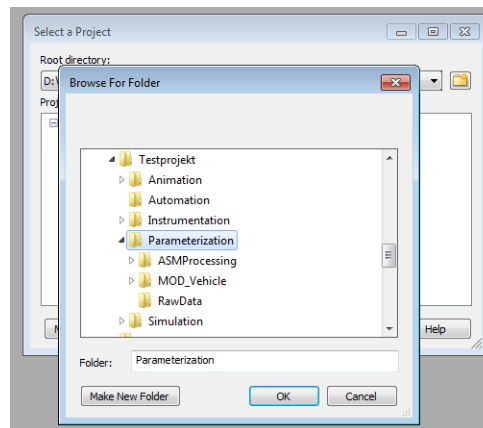 Select a Project
Root directory:
D:\
Browse For Folder
Proj
Testprojekt
Animation
Automation
Instrumentation
Parameterization
ASMProcessing
MOD_Vehicle
RawData
Simulation
Folder: Parameterization
Help
Make New Folder OK Cancel